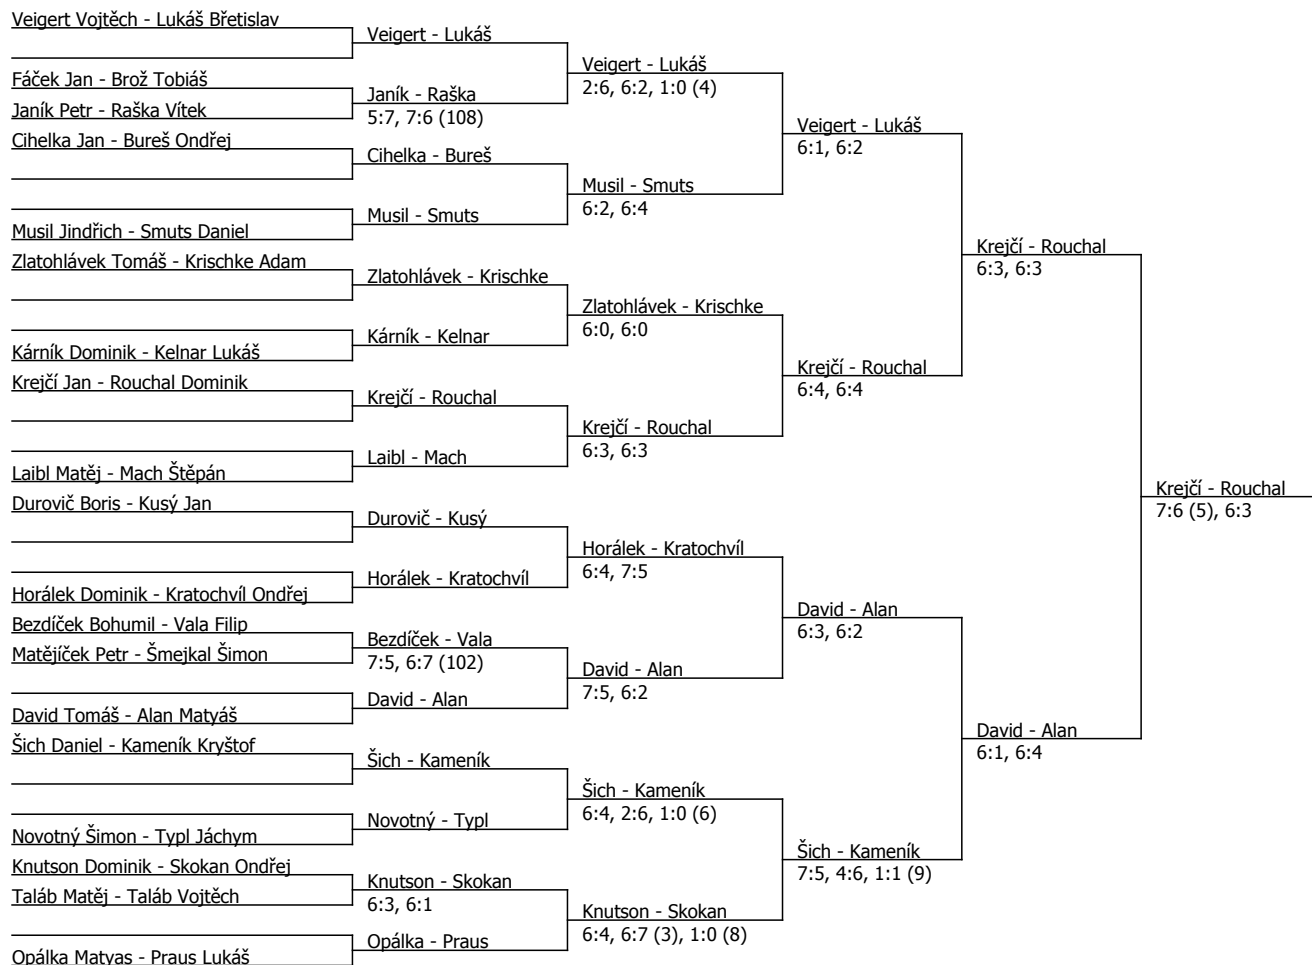 Veigert Vojtěch - Lukáš Břetislav
Fáček Jan - Brož Tobiáš
Janík Petr - Raška Vítek
Cihelka Jan - Bureš Ondřej
Musil Jindřich - Smuts Daniel
Zlatohlávek Tomáš - Krischke Adam
Kárník Dominik - Kelnar Lukáš
Krejčí Jan - Rouchal Dominik
Laibl Matěj - Mach Štěpán
Durovič Boris - Kusý Jan
Horálek Dominik - Kratochvíl Ondřej
Bezdíček Bohumil - Vala Filip
Matějíček Petr - Šmejkal Šimon
David Tomáš - Alan Matyáš
Šich Daniel - Kameník Kryštof
Novotný Šimon - Typl Jáchym
Knutson Dominik - Skokan Ondřej
Taláb Matěj - Taláb Vojtěch
Opálka Matyas - Praus Lukáš
Veigert - Lukáš
Janík - Raška
5:7, 7:6 (108)
Cihelka - Bureš
Musil - Smuts
Zlatohlávek - Krischke
Kárník - Kelnar
Krejčí - Rouchal
Laibl - Mach
Durovič - Kusý
Horálek - Kratochvíl
Bezdíček - Vala
7:5, 6:7 (102)
David - Alan
Šich - Kameník
Novotný - Typl
Knutson - Skokan
6:3, 6:1
Opálka - Praus
Veigert - Lukáš
2:6, 6:2, 1:0 (4)
Musil - Smuts
6:2, 6:4
Zlatohlávek - Krischke
6:0, 6:0
Krejčí - Rouchal
6:3, 6:3
Horálek - Kratochvíl
6:4, 7:5
David - Alan
7:5, 6:2
Šich - Kameník
6:4, 2:6, 1:0 (6)
Knutson - Skokan
6:4, 6:7 (3), 1:0 (8)
Veigert - Lukáš
6:1, 6:2
Krejčí - Rouchal
6:4, 6:4
David - Alan
6:3, 6:2
Šich - Kameník
7:5, 4:6, 1:1 (9)
Krejčí - Rouchal
6:3, 6:3
David - Alan
6:1, 6:4
Krejčí - Rouchal
7:6 (5), 6:3